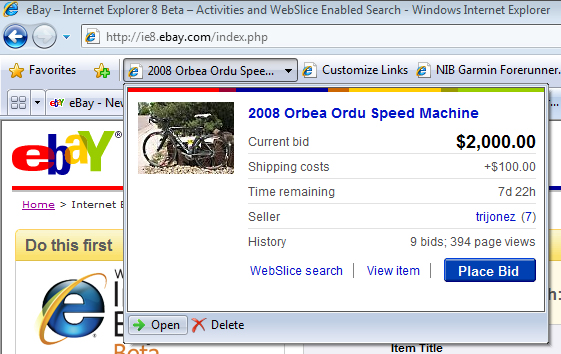 eBay – Internet Explorer 8 Beta – Activities and WebSlice Enabled Search - Windows Internet Explorer
http://ie8.ebay.com/index.php
Favorites
2008 Orbea Ordu Spee...
Customize Links
NIB Garmin Forerunner.
eBay - New
ebaY®
Home > Internet E
Do this first
Beta
2008 Orbea Ordu Speed Machine
Current bid $2,000.00
Shipping costs +$100.00
Time remaining 7d 22h
Seller trijonez (7)
History 9 bids; 394 page views
WebSlice search | View item | Place Bid
Open Delete
Item Title